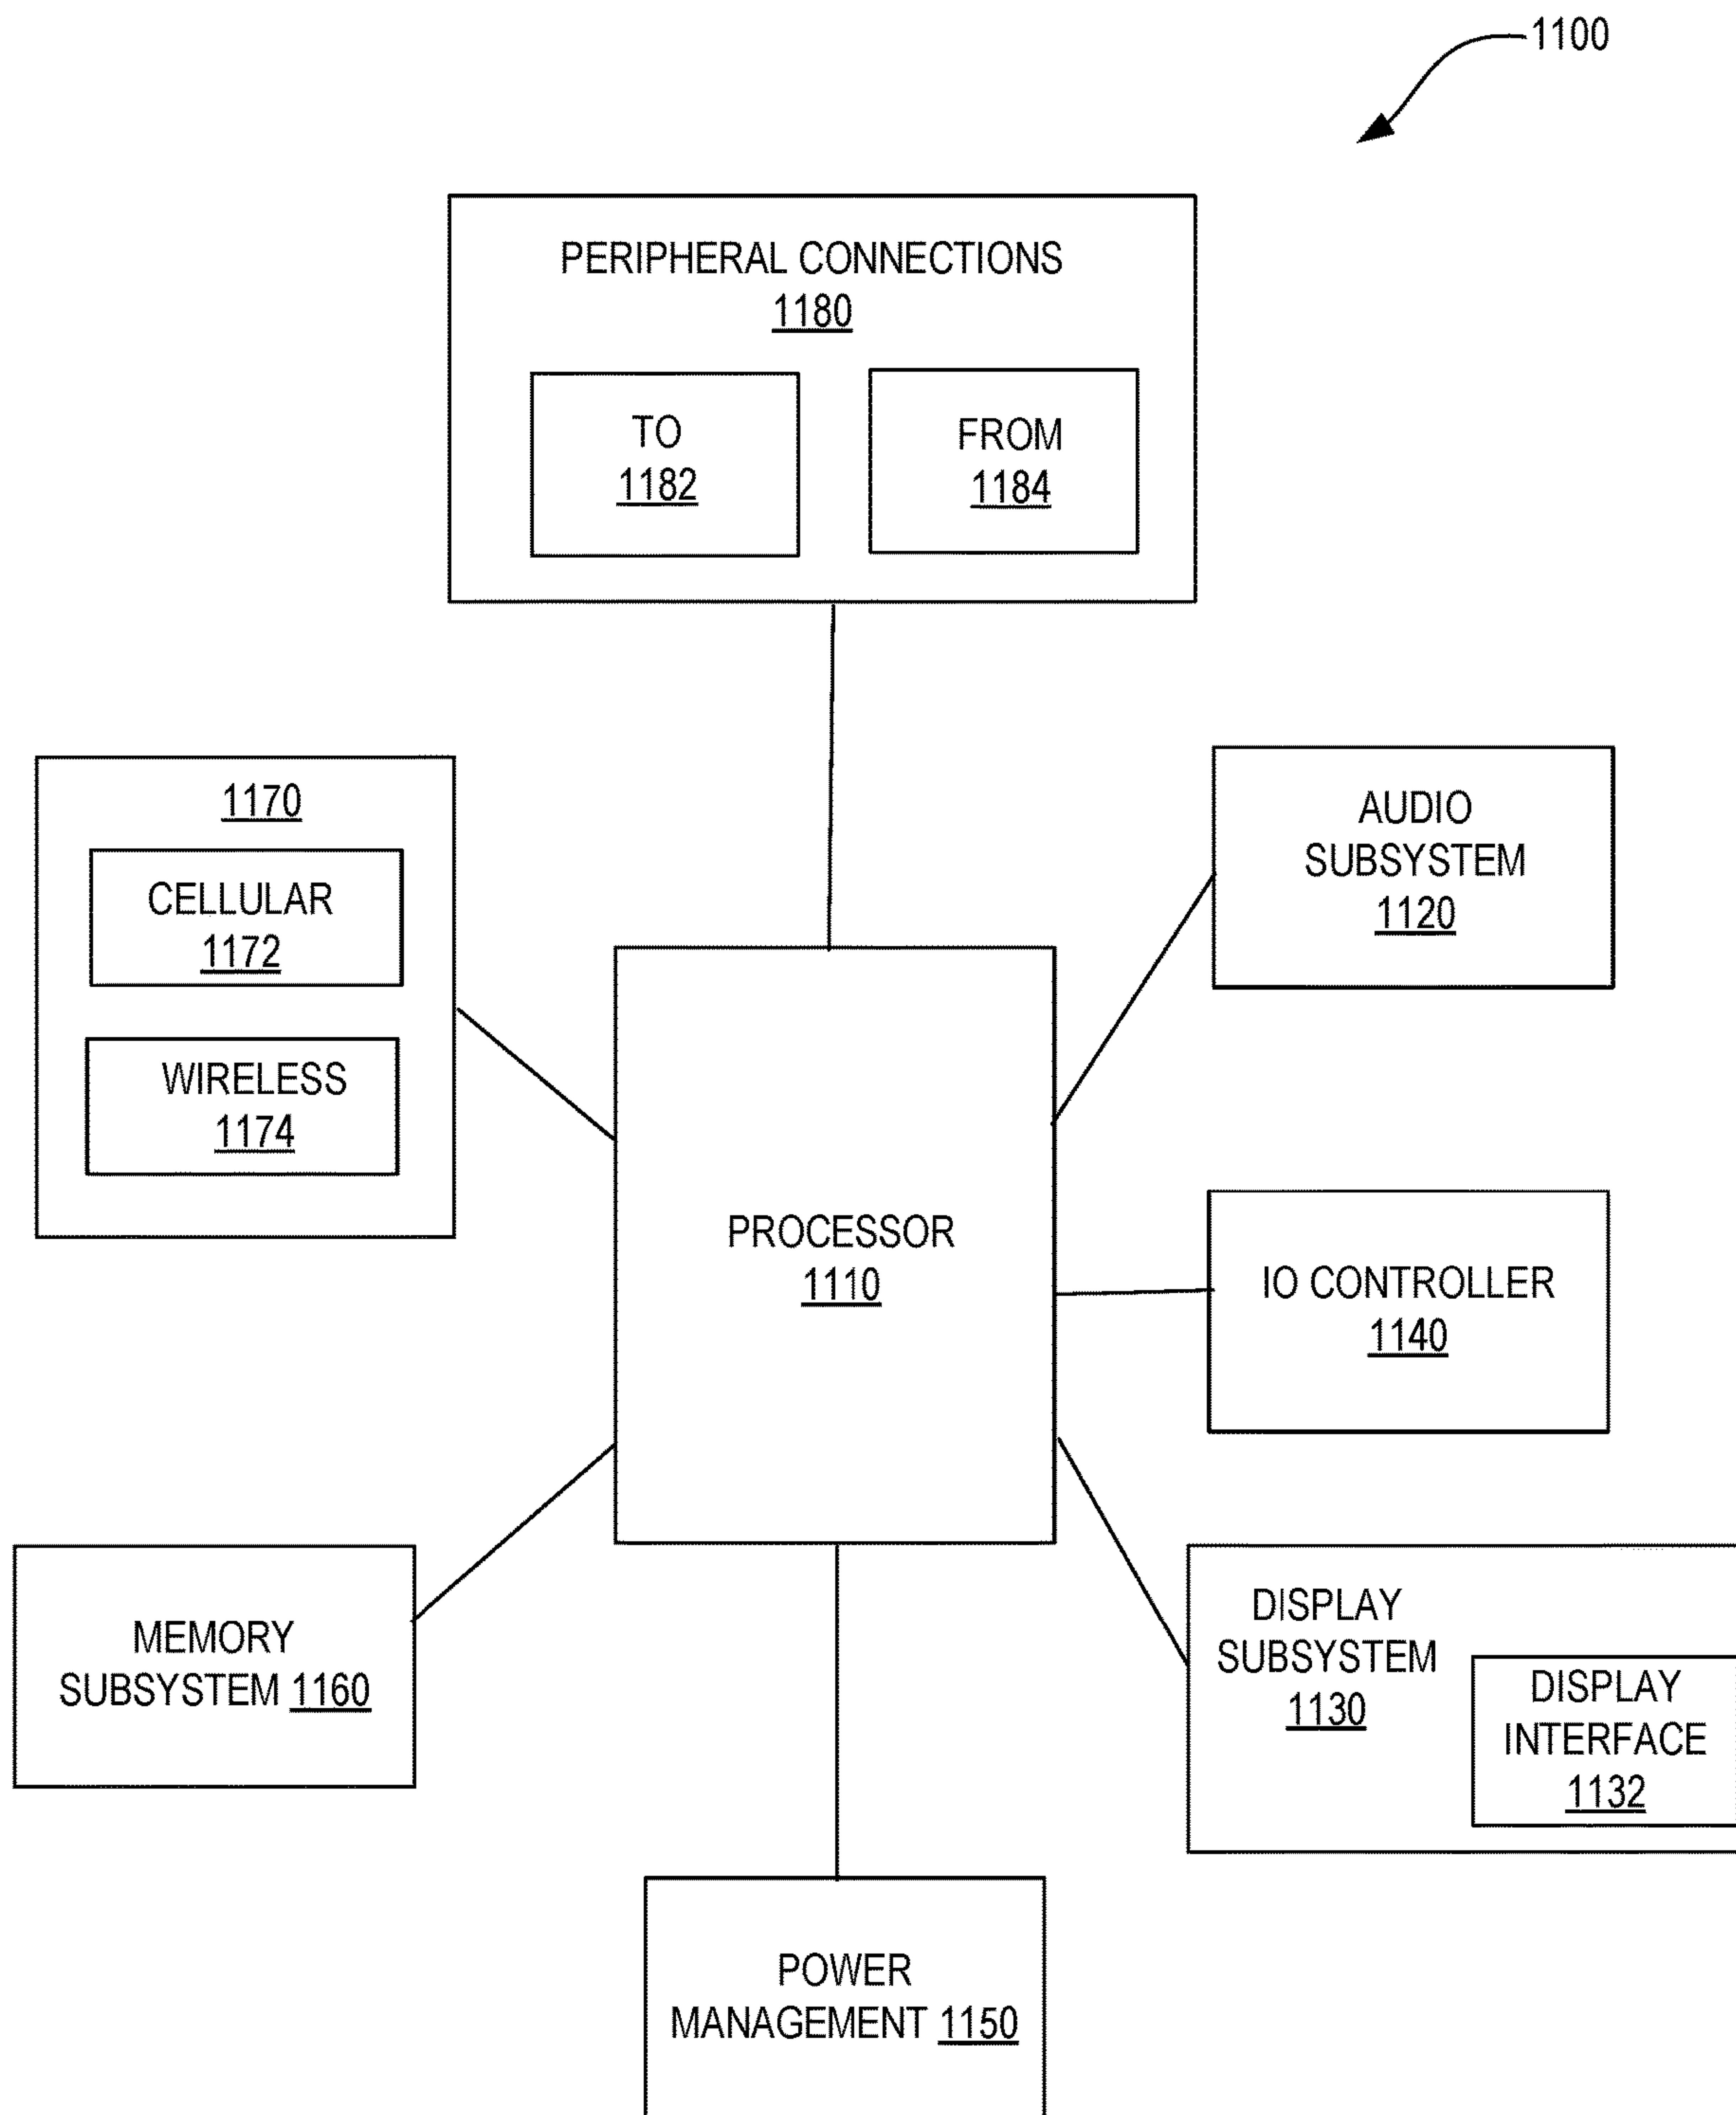 1100
PERIPHERAL CONNECTIONS
1180
TO
1182
FROM
1184
1170
CELLULAR
1172
WIRELESS
1174
AUDIO
SUBSYSTEM
1120
PROCESSOR
1110
IO CONTROLLER
1140
MEMORY
SUBSYSTEM 1160
DISPLAY
SUBSYSTEM
1130
DISPLAY
INTERFACE
1132
POWER
MANAGEMENT 1150